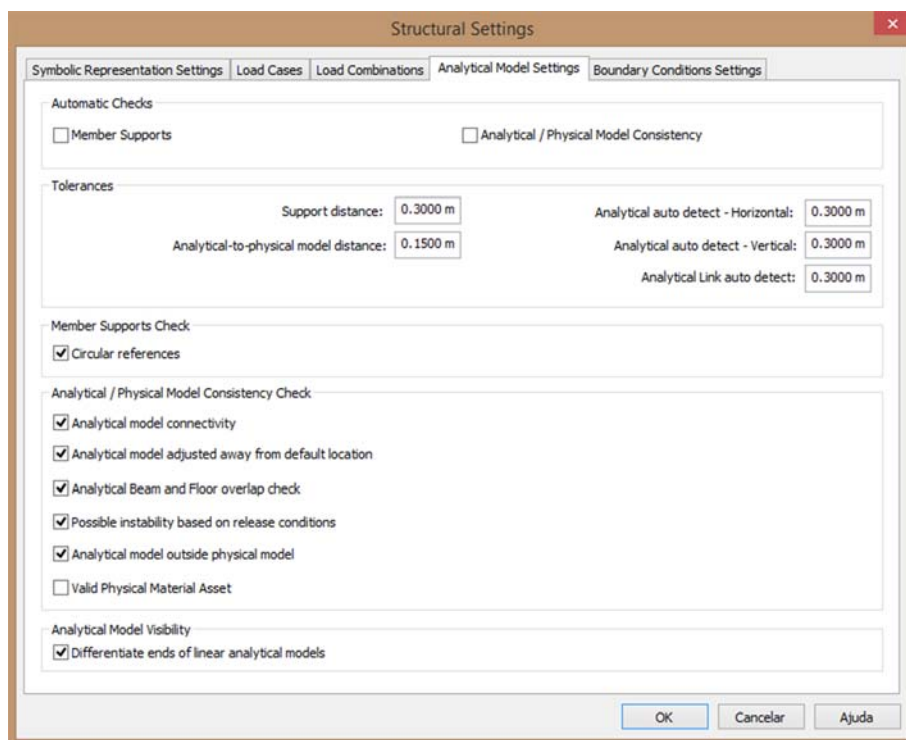 Structural Settings
Symbolic Representation Settings Load Cases Load Combinations Analytical Model Settings Boundary Conditions Settings
Automatic Checks
Member Supports Analytical / Physical Model Consistency
Tolerances
Support distance: 0.3000 m Analytical auto detect - Horizontal: 0.3000 m
Analytical-to-physical model distance: 0.1500 m Analytical auto detect - Vertical: 0.3000 m
Analytical Link auto detect: 0.3000 m
Member Supports Check
Circular references
Analytical / Physical Model Consistency Check
Analytical model connectivity
Analytical model adjusted away from default location
Analytical Beam and Floor overlap check
Possible instability based on release conditions
Analytical model outside physical model
Valid Physical Material Asset
Analytical Model Visibility
Differentiate ends of linear analytical models
OK Cancelar Ajuda